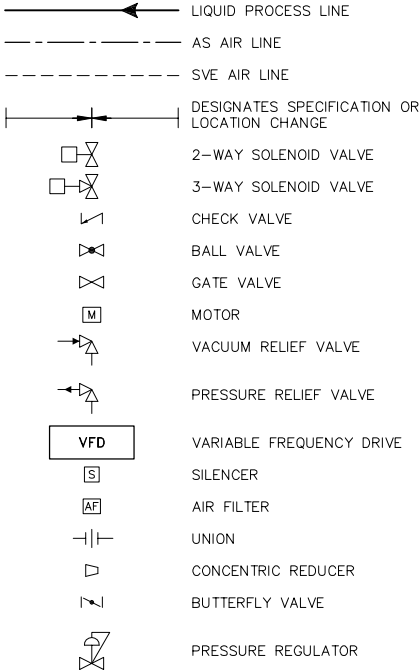 LIQUID PROCESS LINE
AS AIR LINE
SVE AIR LINE
DESIGNATES SPECIFICATION OR
LOCATION CHANGE
2-WAY SOLENOID VALVE
3-WAY SOLENOID VALVE
CHECK VALVE
BALL VALVE
GATE VALVE
M MOTOR
VACUUM RELIEF VALVE
PRESSURE RELIEF VALVE
VFD VARIABLE FREQUENCY DRIVE
S SILENCER
AF AIR FILTER
UNION
CONCENTRIC REDUCER
BUTTERFLY VALVE
PRESSURE REGULATOR